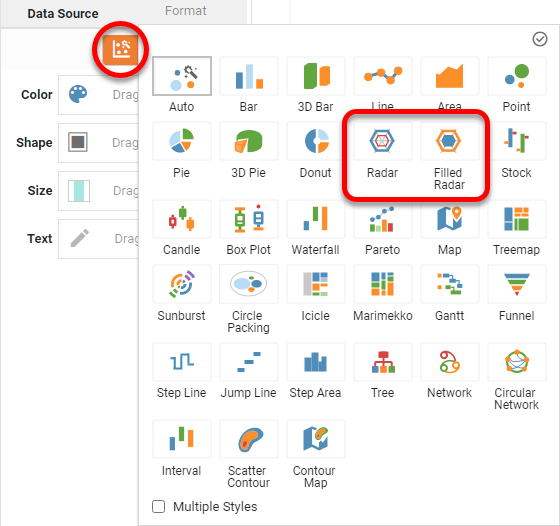 Data Source
Format
Color
Drag
Shape
Drag
Size
Drag
Text
Drag
Auto
Bar
3D Bar
Line
Area
Point
Pie
3D Pie
Donut
Radar
Filled
Radar
Stock
Candle
Box Plot
Waterfall
Pareto
Map
Treemap
Sunburst
Circle
Packing
Icicle
Marimekko
Gantt
Funnel
Step Line
Jump Line
Step Area
Tree
Network
Circular
Network
Interval
Scatter
Contour
Contour
Map
Multiple Styles